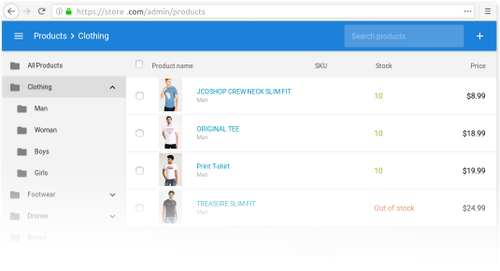 https://store .com/admin/products
Products > Clothing
Search products
All Products
Product name SKU Stock Price
Clothing
JCOSHOP CREW NECK SLIM FIT 10 $8.99
Man
Man
ORIGINAL TEE 10 $18.99
Woman
Man
Boys
Print T-shirt 10 $19.99
Girls
Man
Footwear
TREASURE SLIM FIT Out of stock $24.99
Drones
Man